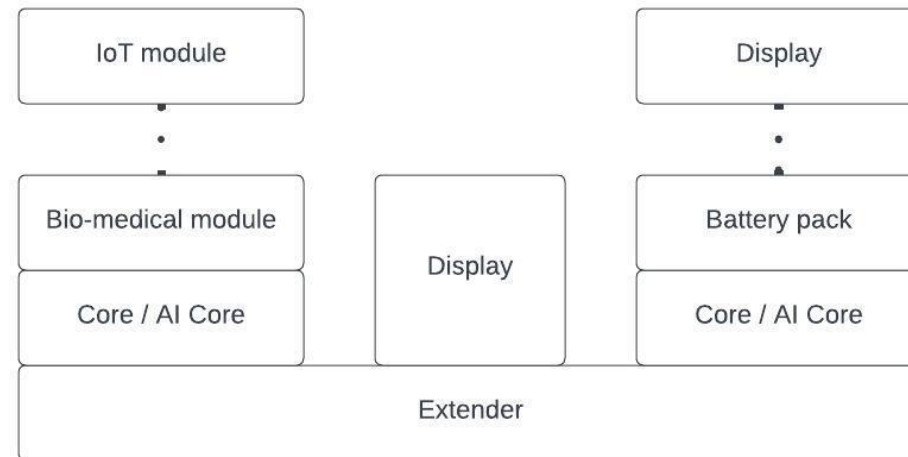 IoT module
Display
Bio-medical module
Display
Battery pack
Core / AI Core
Core / AI Core
Extender